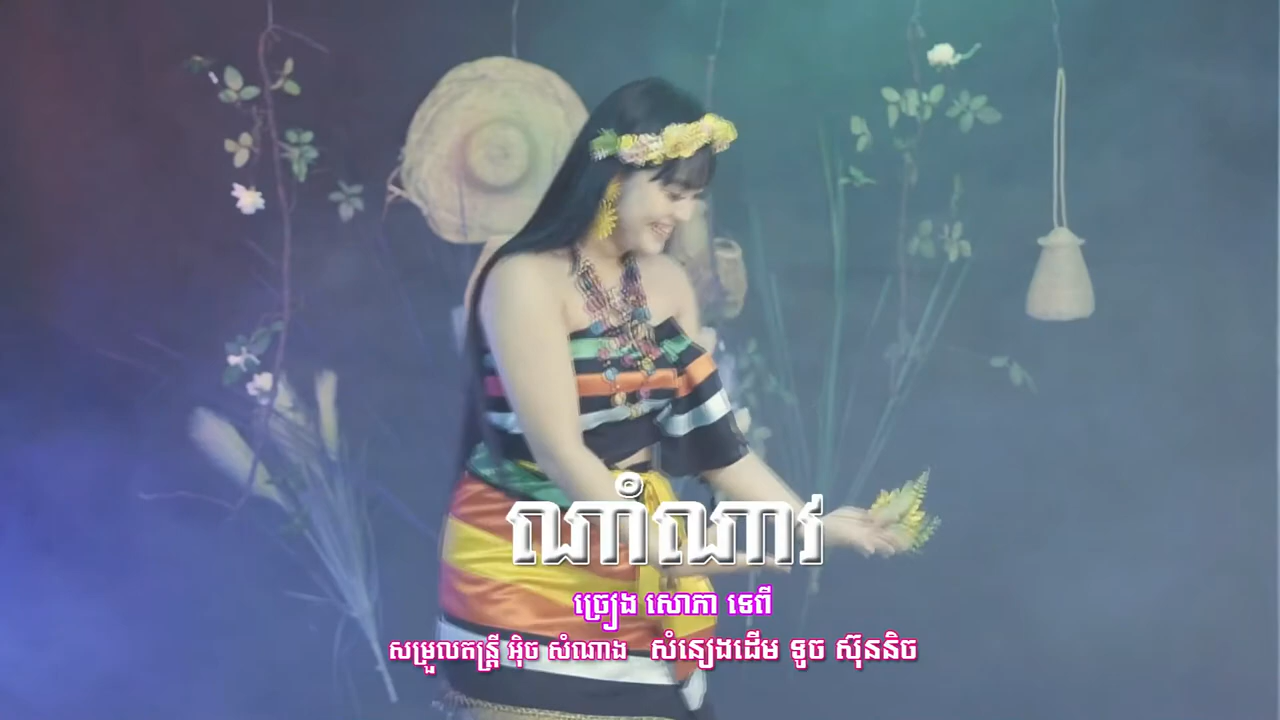 ណាំណាវ
ច្រៀង សោភា ទេពី
សម្រួលតន្ត្រី អ៊ិច សំណាង សំនៀងដើម ទូច ស៊ុននិច